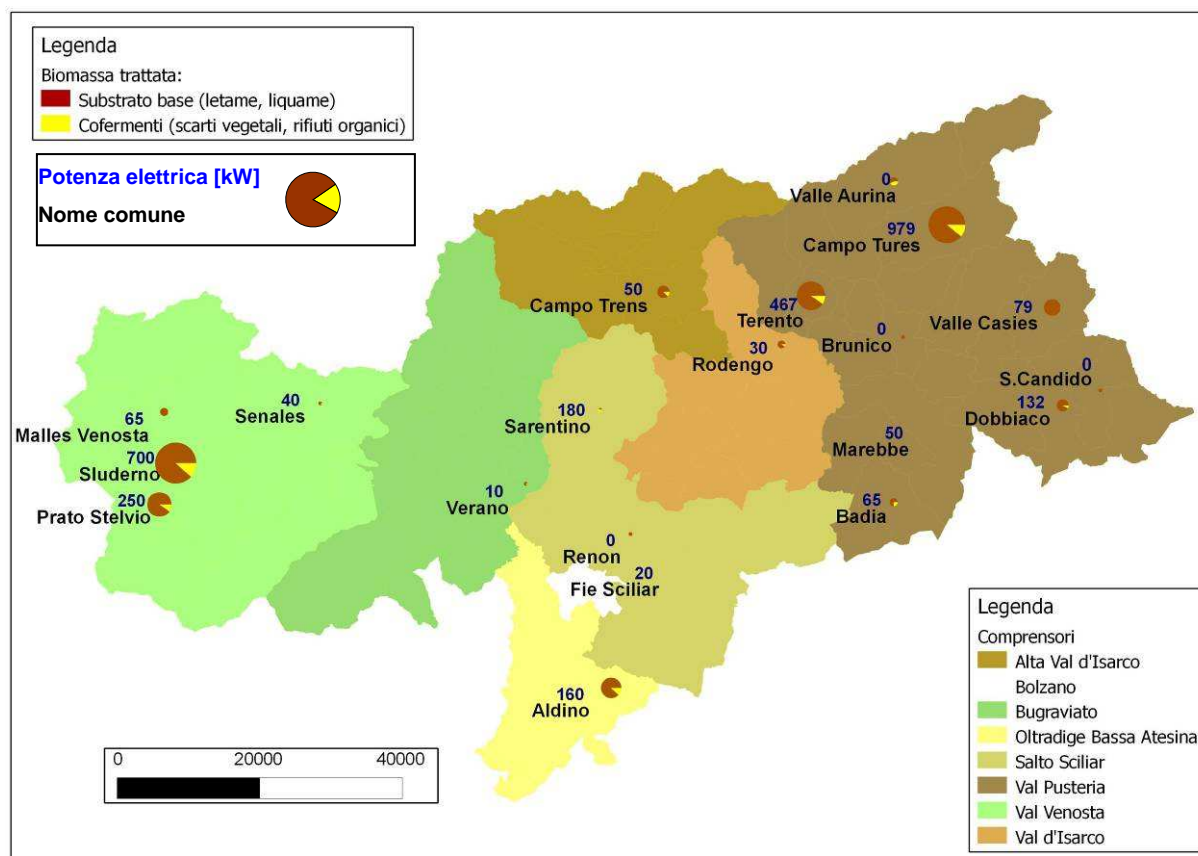 Legenda
Biomassa trattata:
Substrato base (letame, liquame)
Cofermenti (scarti vegetali, rifiuti organici)
Potenza elettrica [kW]
Nome comune
0
Valle Aurina
979
Campo Tures
50
Campo Trens
467
Terento
79
Valle Casies
0
Brunico
30
Rodengo
0
S.Candido
132
Dobbiaco
40
Senales
180
Sarentino
65
Malles Venosta
50
Marebbe
700
Sluderno
250
Prato Stelvio
10
Verano
65
Badia
0
Renon
20
Fie Sciliar
160
Aldino
0 20000 40000
Legenda
Comprensori
Alta Val d'Isarco
Bolzano
Bugraviato
Oltradige Bassa Atesina
Salto Sciliar
Val Pusteria
Val Venosta
Val d'Isarco